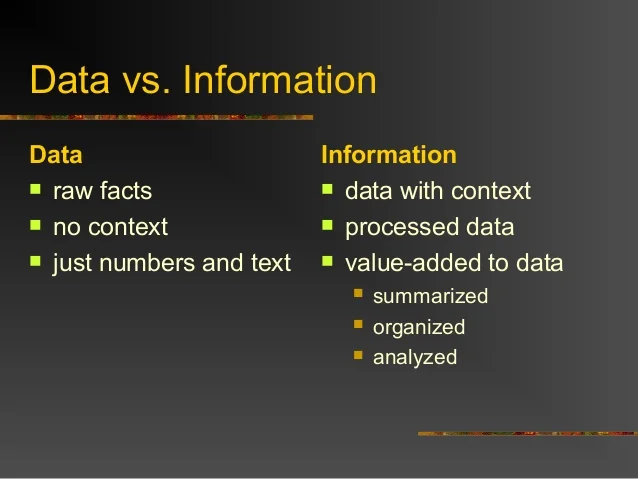 Data vs. Information
Data
raw facts
no context
just numbers and text
Information
data with context
processed data
value-added to data
summarized
organized
analyzed